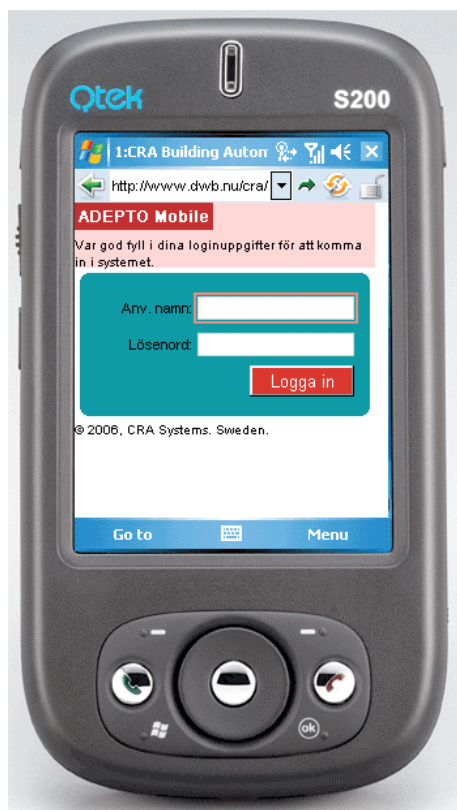 Qtek
S200
1:CRA Building Autom
http://www.dwb.nu/cra/
ADEPTO Mobile
Var god fyll i dina loginuppgifter för att komma
in i systemet.
Anv. namn:
Lösenord:
Logga in
© 2006, CRA Systems. Sweden.
Go to
Menu
ok